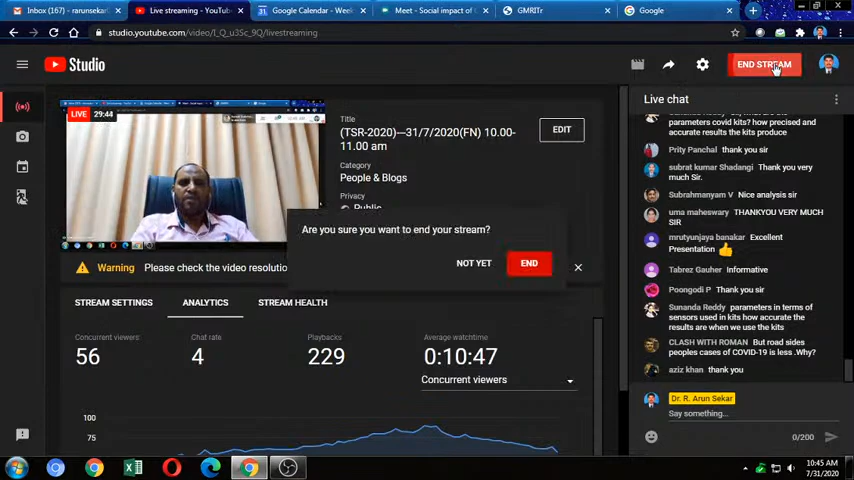 Inbox (17) - rarunsekar0
Live streaming - YouTube
Google Calendar - Week
Meet - Social impact of
GMRITr
Google
studio.youtube.com/video/l_Q_u35c_9Q/livestreaming
Studio
END STREAM
LIVE 29:44
Title
(TSR-2020)---31/7/2020(FN) 10.00-
11.00 am
EDIT
Category
People & Blogs
Privacy
Public
Are you sure you want to end your stream?
NOT YET
END
Warning Please check the video resolutio
STREAM SETTINGS
ANALYTICS
STREAM HEALTH
Concurrent viewers:
56
Chat rate
4
Playbacks
229
Average watchtime
0:10:47
Concurrent viewers
100
75
Live chat
parameters covid kits? how precised and
accurate results the kits produce
Prity Panchal thank you sir
subrat kumar Shadangi Thank you very
much Sir.
Subrahmanyam V Nice analysis sir
uma maheswary THANKYOU VERY MUCH
SIR
mrutyunjaya banakar Excellent
Presentation
Tabrez Gauher Informative
Poongodi P Thank you sir
Sunanda Reddy parameters in terms of
sensors used in kits how accurate the
results are when we use the kits
CLASH WITH ROMAN But road sides
peoples cases of COVID-19 is less .Why?
aziz khan thank you
Dr. R. Arun Sekar
Say something...
0/200
10:45 AM
7/31/2020